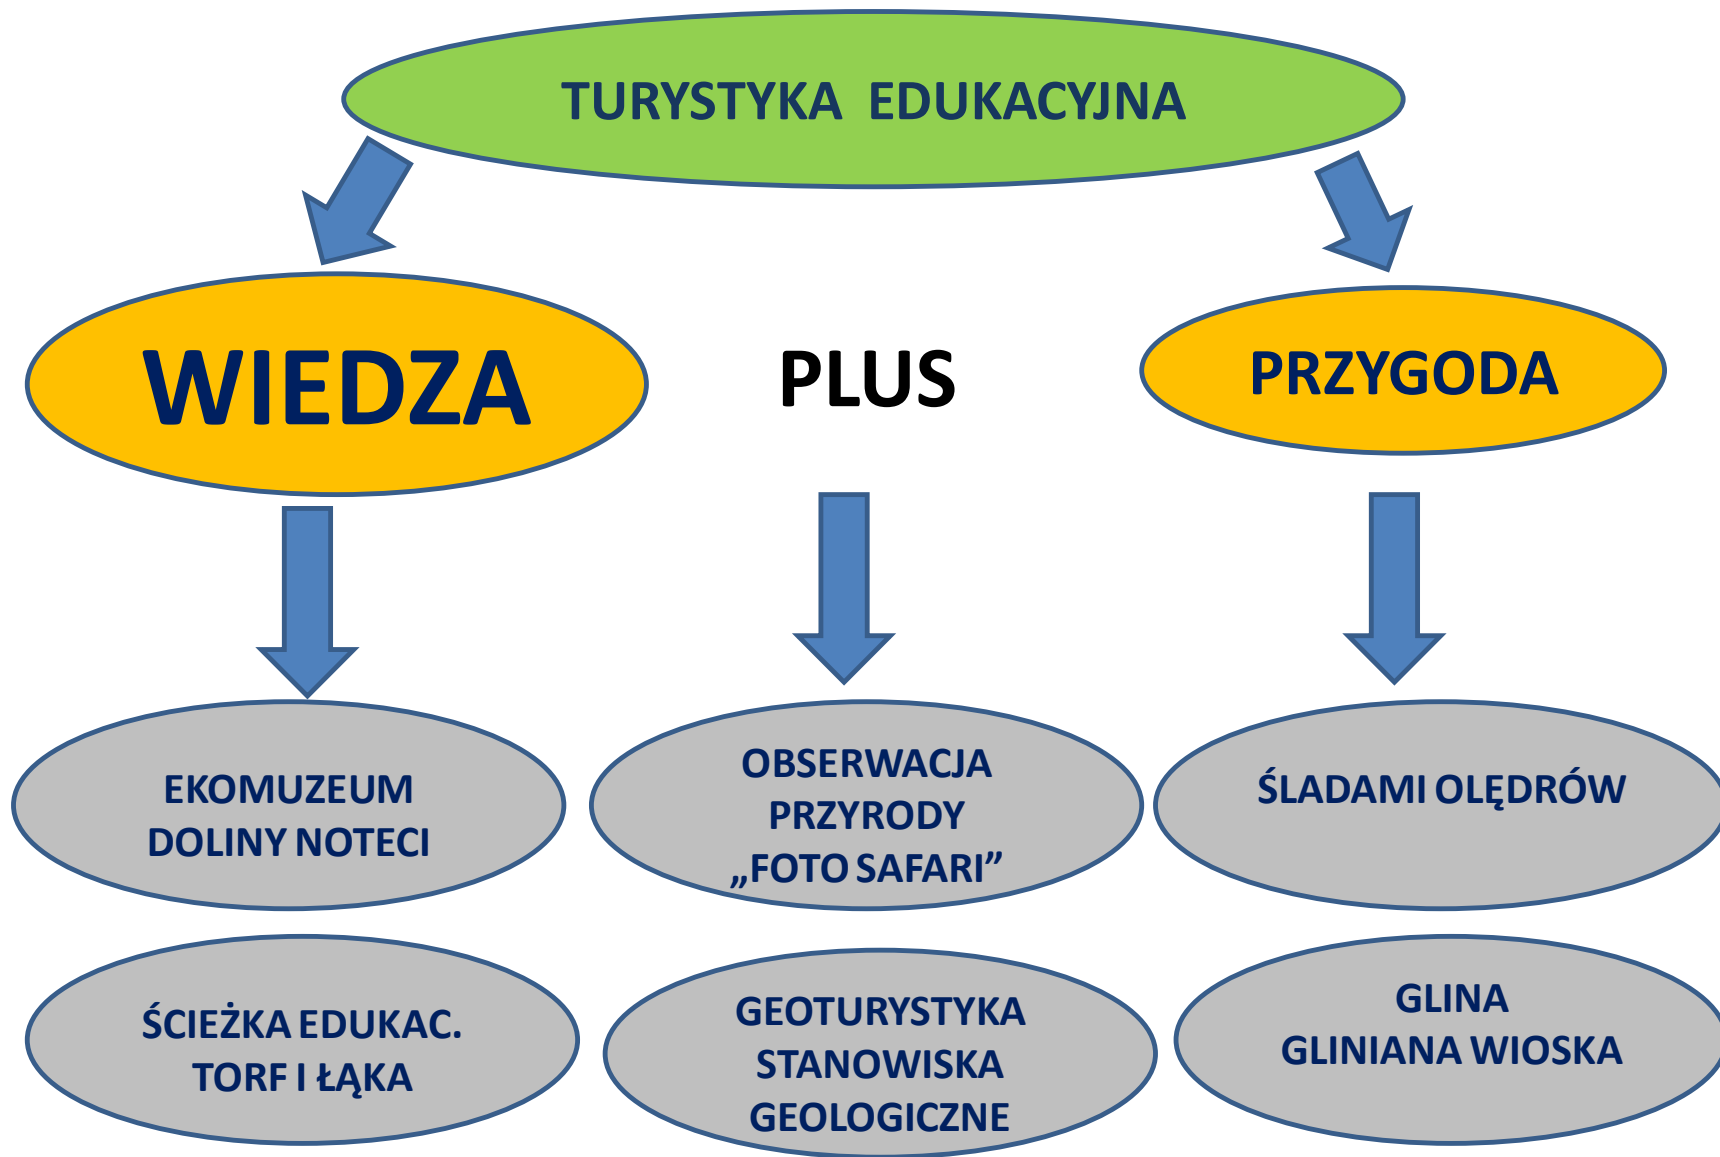 TURYSTYKA EDUKACYJNA
WIEDZA
PLUS
PRZYGODA
EKOMUZEUM
DOLINY NOTECI
OBSERWACJA
PRZYRODY
„FOTO SAFARI”
ŚLADAMI OLĘDRÓW
ŚCIEŻKA EDUKAC.
TORF I ŁĄKA
GEOTURYSTYKA
STANOWISKA
GEOLOGICZNE
GLINA
GLINIANA WIOSKA